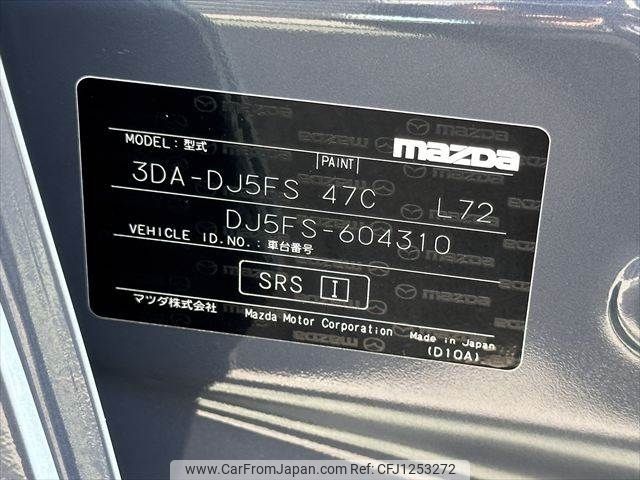 mazda
MODEL: 型式
PAINT
3DA-DJ5FS 47C L72
DJ5FS-604310
VEHICLE ID.NO.: 車台番号
SRS I
マツダ株式会社 Mazda Motor Corporation Made in Japan
(D10A)
www.CarFromJapan.com Ref No. CFJ1253272